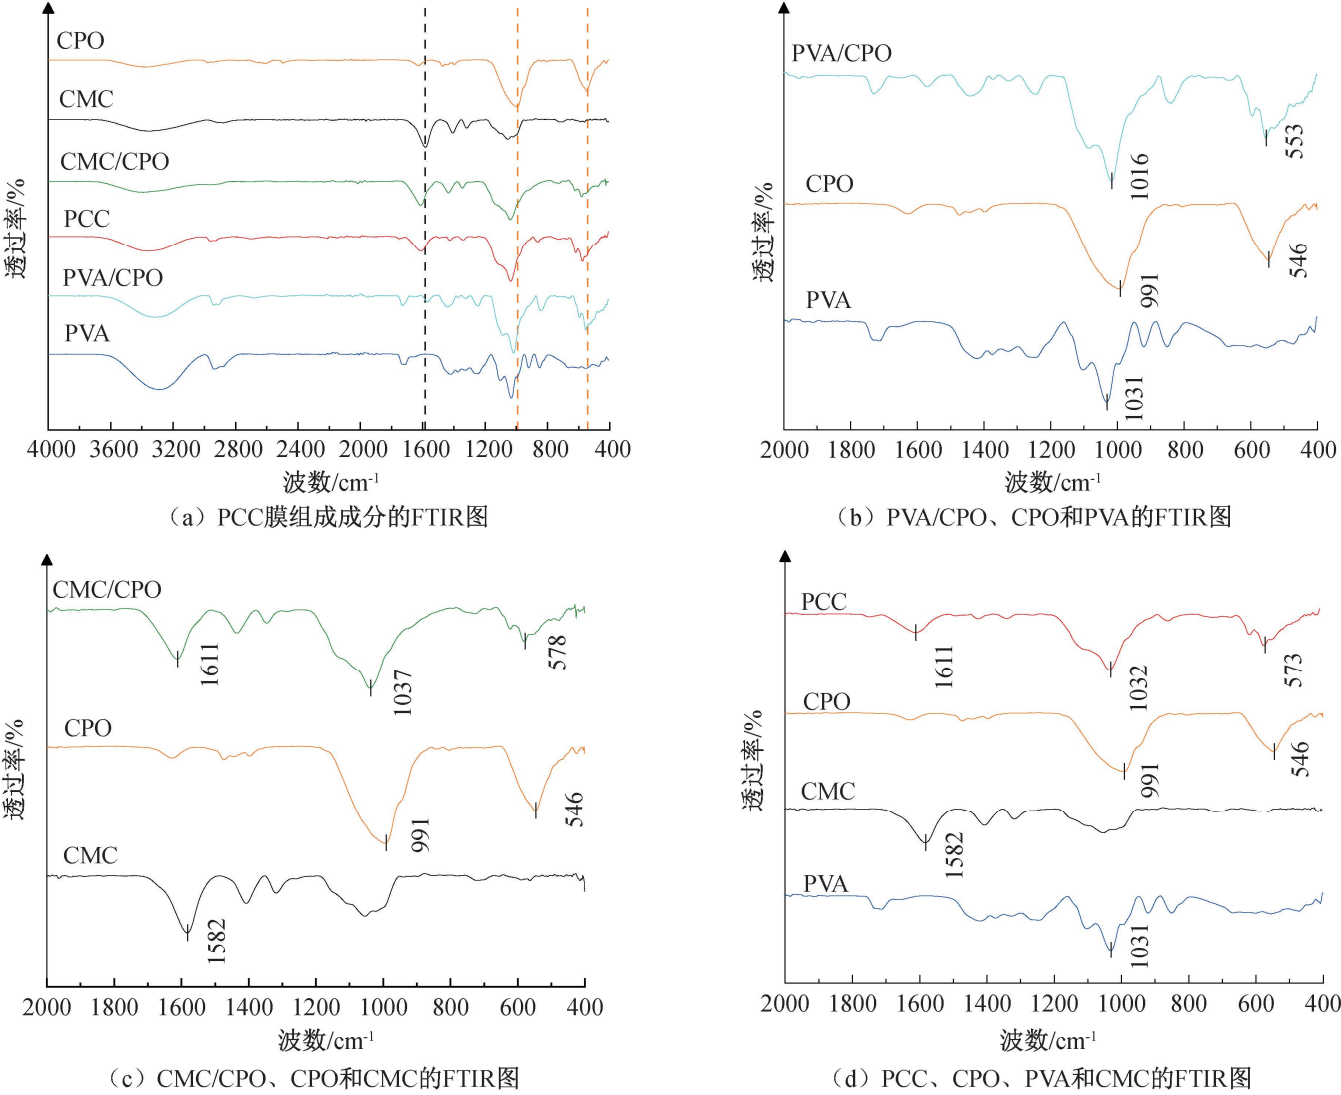 CPO
CMC
CMC/CPO
PCC
PVA/CPO
PVA
透过率/%
4000 3600 3200 2800 2400 2000 1600 1200 800 400
波数/cm-1
（a）PCC膜组成成分的FTIR图
PVA/CPO
553
1016
CPO
546
991
PVA
1031
透过率/%
2000 1800 1600 1400 1200 1000 800 600 400
波数/cm-1
（b）PVA/CPO、CPO和PVA的FTIR图
CMC/CPO
1611
578
1037
CPO
546
991
CMC
1582
透过率/%
2000 1800 1600 1400 1200 1000 800 600 400
波数/cm-1
（c）CMC/CPO、CPO和CMC的FTIR图
PCC
1611
573
1032
CPO
546
991
CMC
1582
PVA
1031
透过率/%
2000 1800 1600 1400 1200 1000 800 600 400
波数/cm-1
（d）PCC、CPO、PVA和CMC的FTIR图